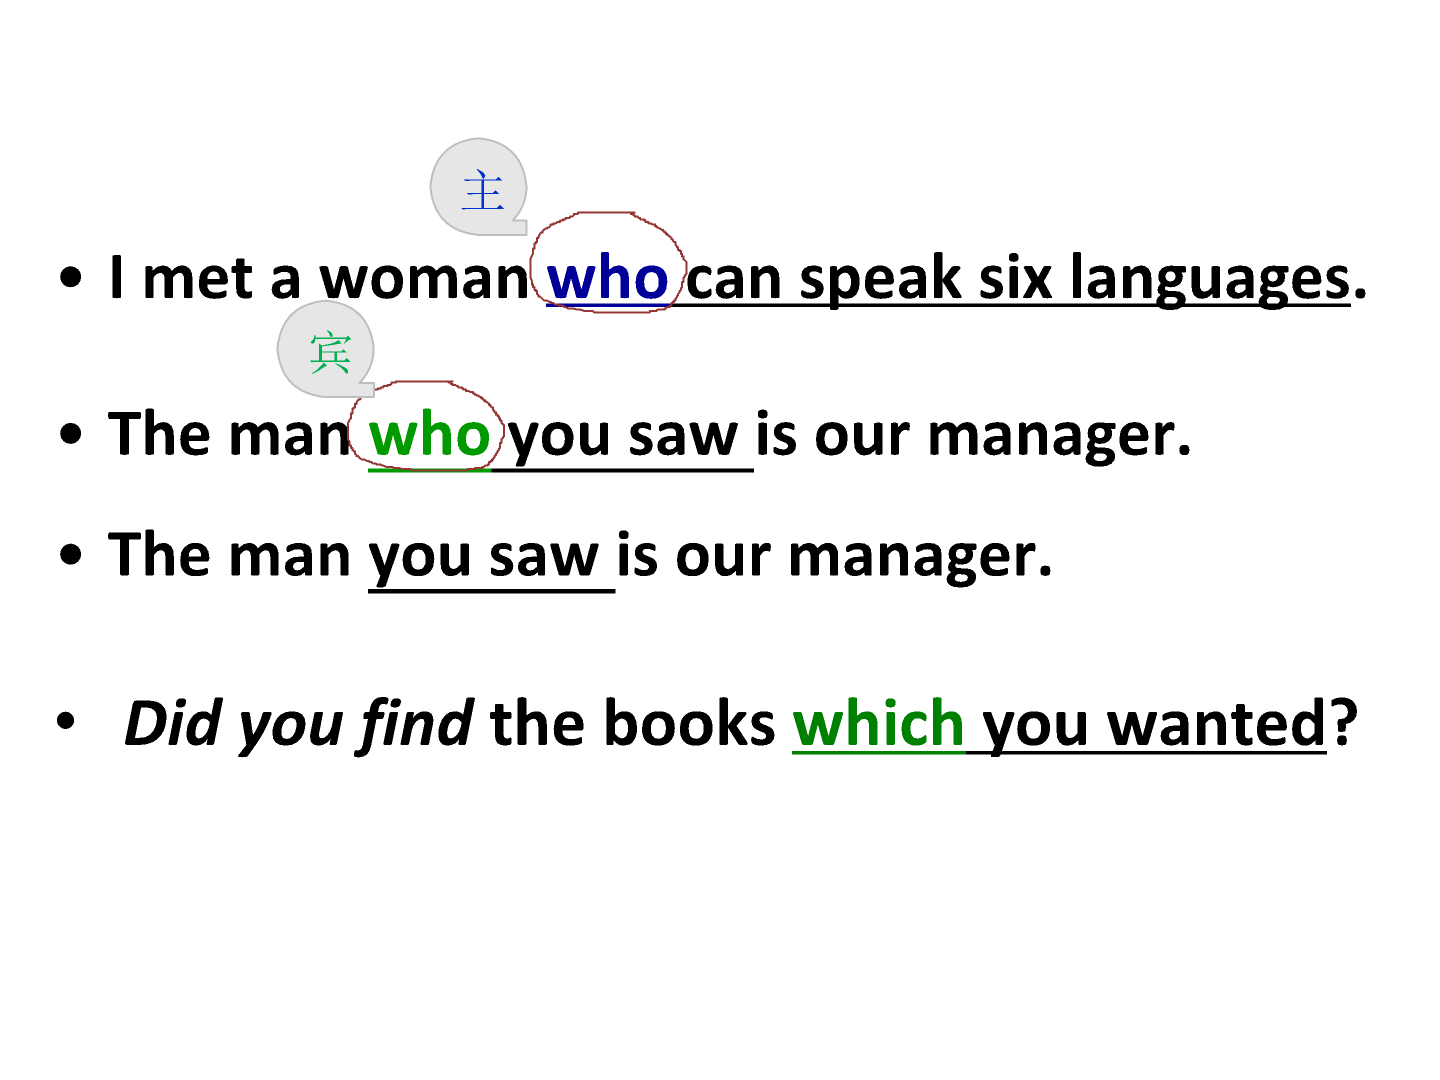 主
• I met a woman who can speak six languages.
宾
• The man who you saw is our manager.
• The man you saw is our manager.
• Did you find the books which you wanted?